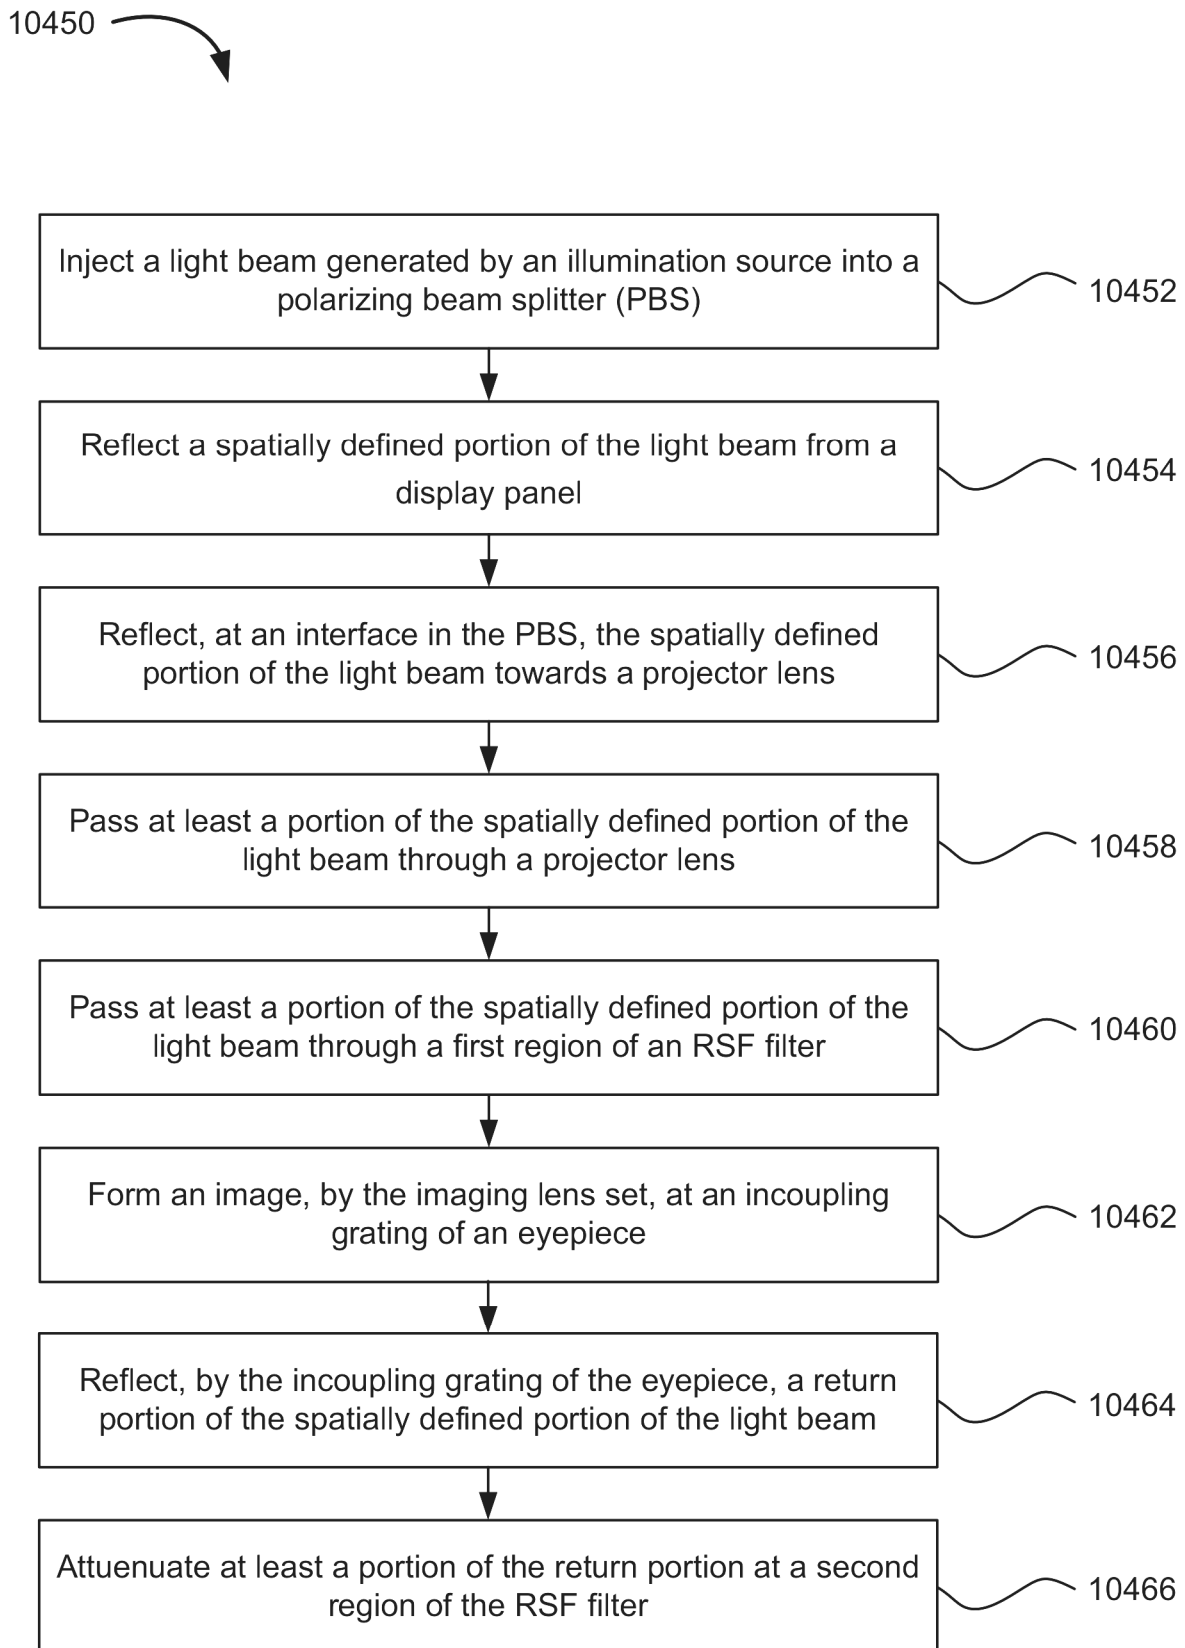 10450
Inject a light beam generated by an illumination source into a
polarizing beam splitter (PBS)
10452
Reflect a spatially defined portion of the light beam from a
display panel
10454
Reflect, at an interface in the PBS, the spatially defined
portion of the light beam towards a projector lens
10456
Pass at least a portion of the spatially defined portion of the
light beam through a projector lens
10458
Pass at least a portion of the spatially defined portion of the
light beam through a first region of an RSF filter
10460
Form an image, by the imaging lens set, at an incoupling
grating of an eyepiece
10462
Reflect, by the incoupling grating of the eyepiece, a return
portion of the spatially defined portion of the light beam
10464
Attuenuate at least a portion of the return portion at a second
region of the RSF filter
10466